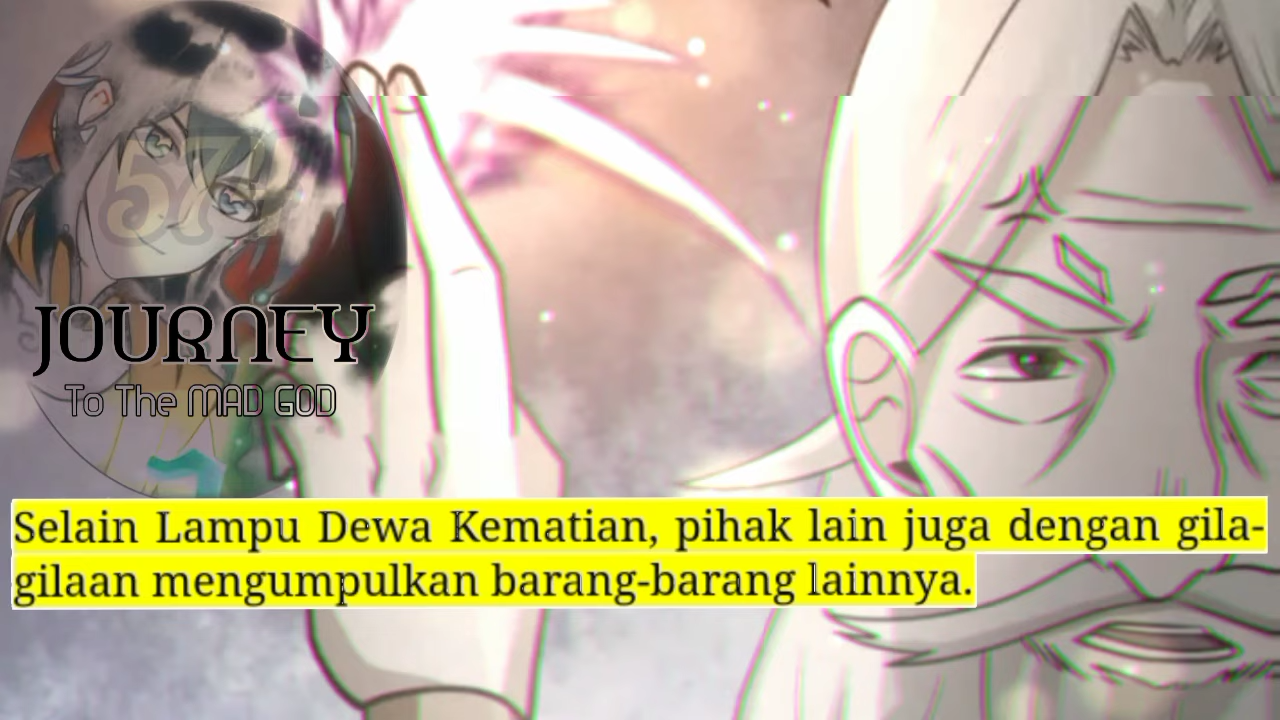 57
JOURNEY
To The MAD GOD
Selain Lampu Dewa Kematian, pihak lain juga dengan gila-
gilaan mengumpulkan barang-barang lainnya.